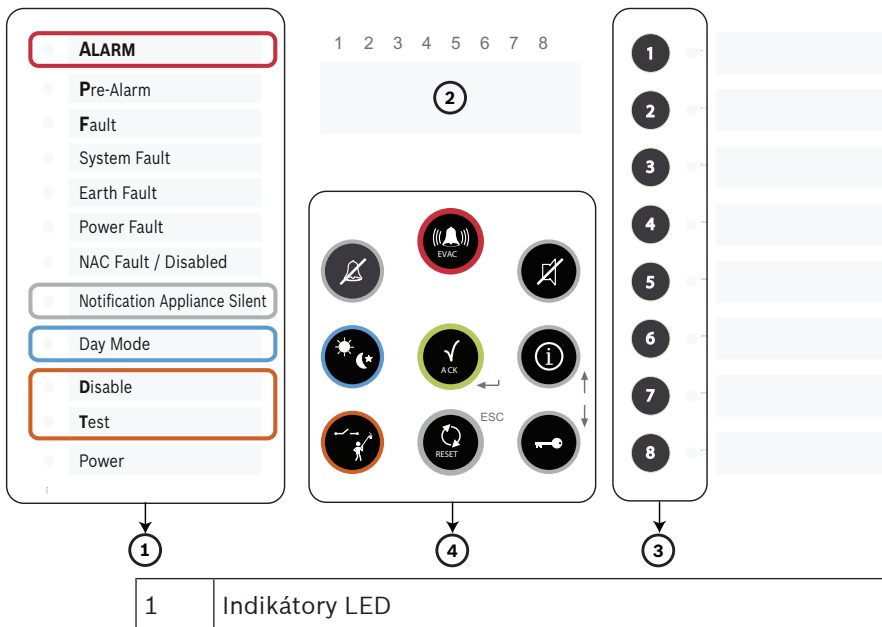 ALARM
Pre-Alarm
Fault
System Fault
Earth Fault
Power Fault
NAC Fault / Disabled
Notification Appliance Silent
Day Mode
Disable
Test
Power
1
1 2 3 4 5 6 7 8
2
EVAC
ACK
ESC
RESET
4
1
2
3
4
5
6
7
8
3
1 Indikátory LED